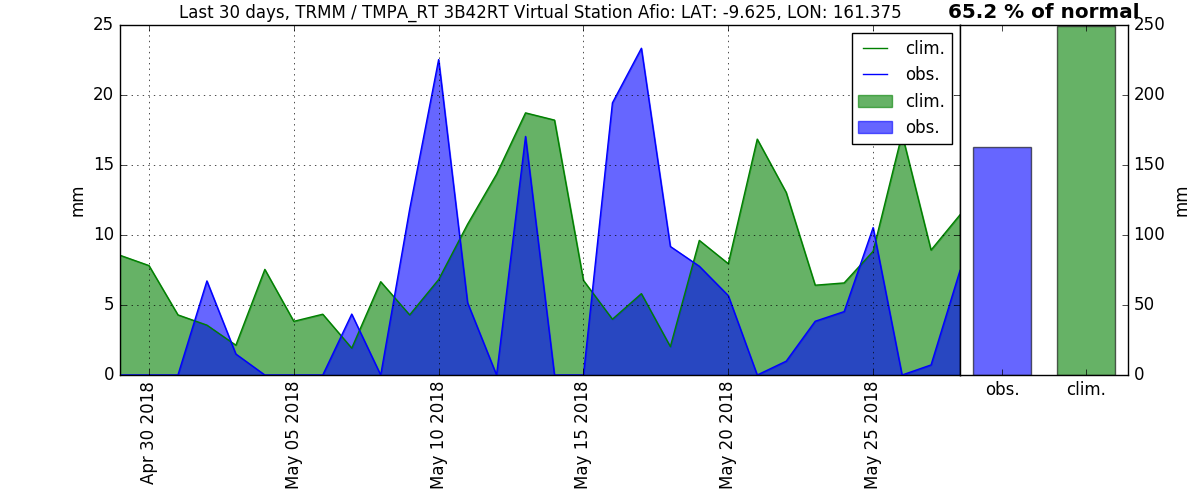 Last 30 days, TRMM / TMPA_RT 3B42RT Virtual Station Afio: LAT: -9.625, LON: 161.375
65.2 % of normal
25
20
15
10
5
0
mm
clim.
obs.
clim.
obs.
250
200
150
100
50
0
mm
Apr 30 2018
May 05 2018
May 10 2018
May 15 2018
May 20 2018
May 25 2018
obs.
clim.